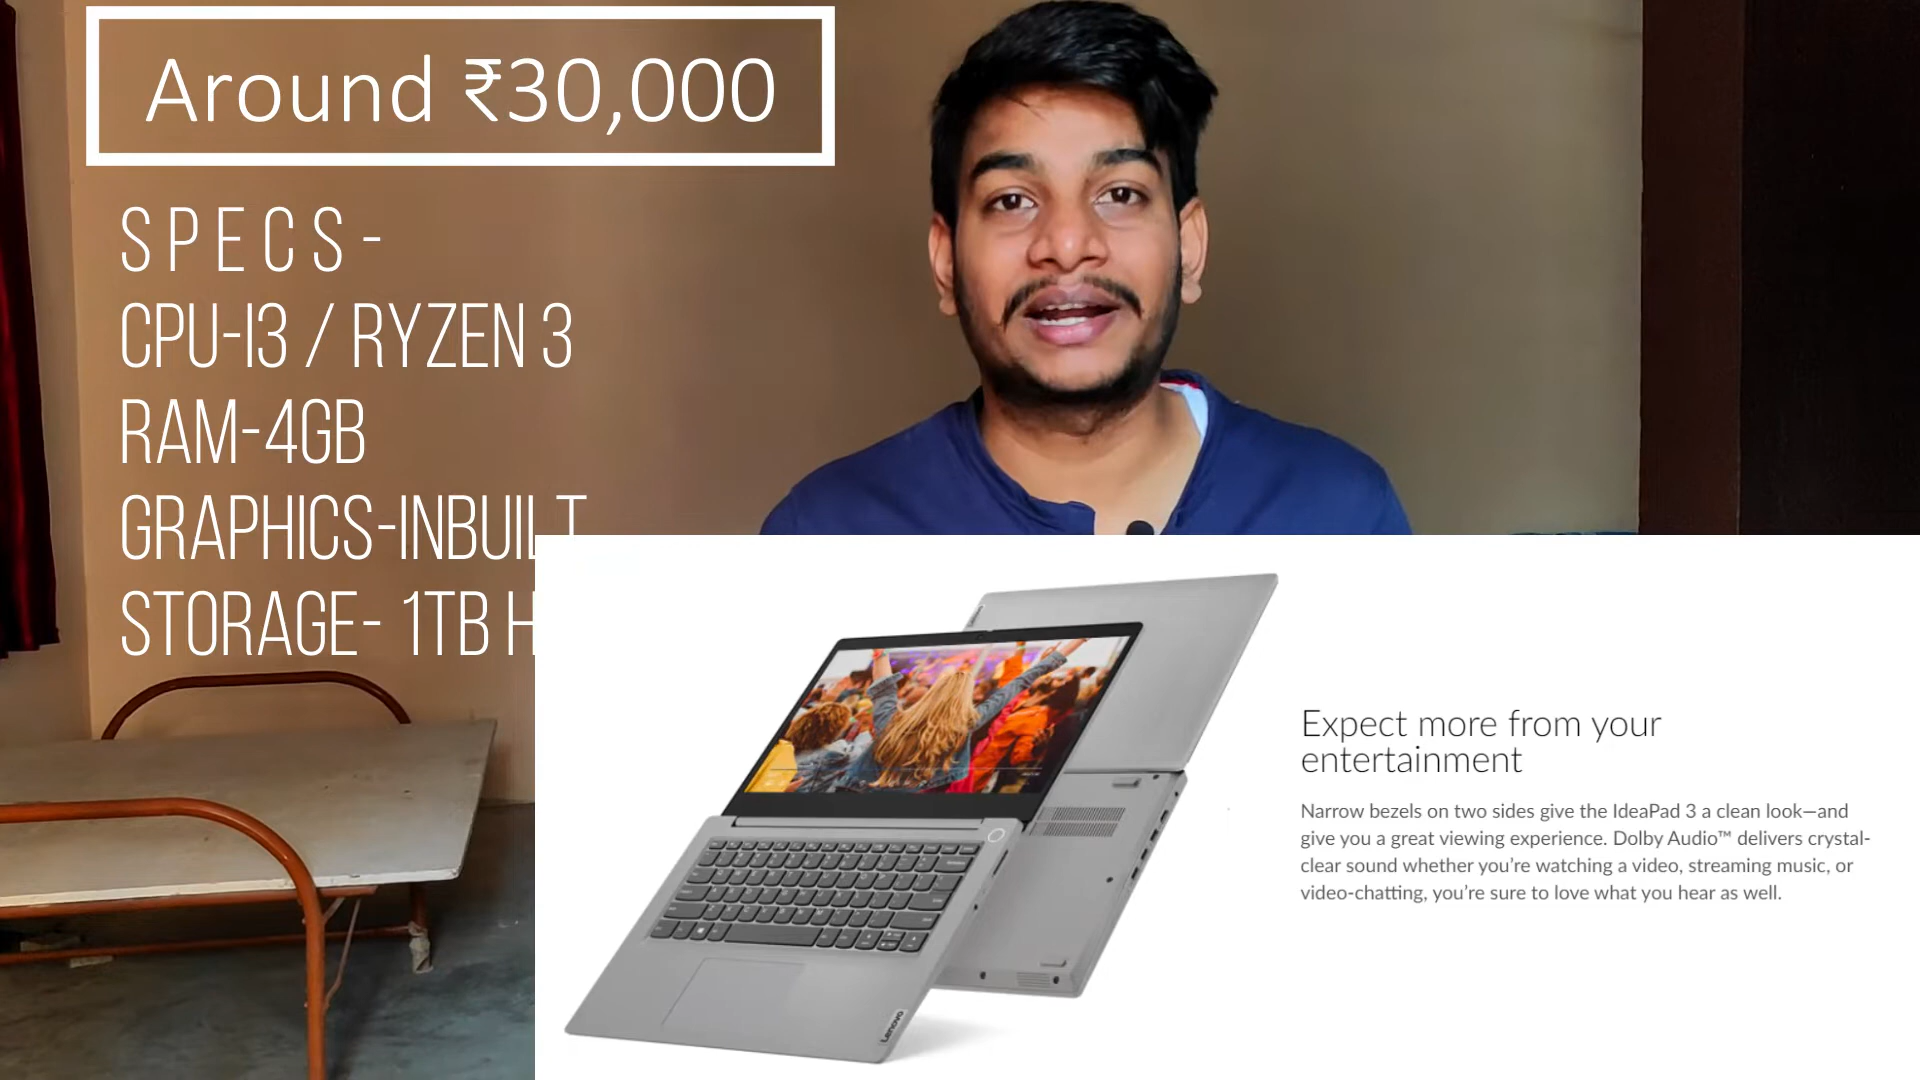 Around ₹30,000
SPECS-
CPU-I3 / RYZEN 3
RAM-4GB
GRAPHICS-INBUILT
STORAGE- 1TB H
Expect more from your
entertainment
Narrow bezels on two sides give the IdeaPad 3 a clean look—and
give you a great viewing experience. Dolby Audio™ delivers crystal-
clear sound whether you're watching a video, streaming music, or
video-chatting, you're sure to love what you hear as well.
Lenovo